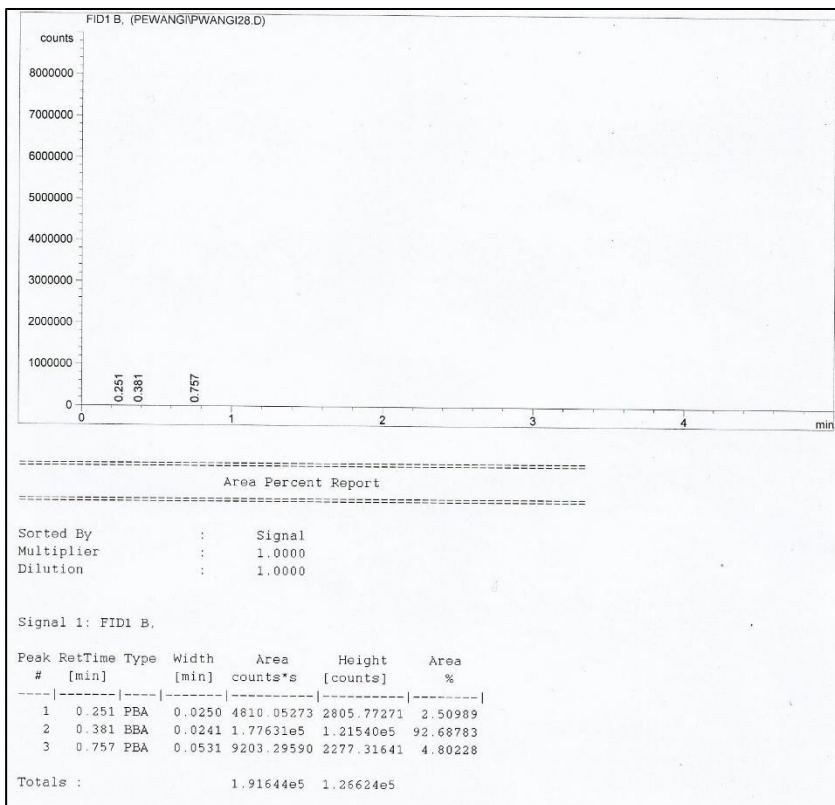 FID1 B, (PEWANGI\PWANGI28.D)
counts
8000000
7000000
6000000
5000000
4000000
3000000
2000000
1000000
0
0.251
0.381
0.757
0 1 2 3 4 min
==============================================================
Area Percent Report
==============================================================
Sorted By : Signal
Multiplier : 1.0000
Dilution : 1.0000
Signal 1: FID1 B,
Peak RetTime Type Width Area Height Area
# [min] [min] counts*s [counts] %
----|-------|----|-------|----------|-----------|--------|
1 0.251 PBA 0.0250 4810.05273 2805.77271 2.50989
2 0.381 BBA 0.0241 1.77631e5 1.21540e5 92.68783
3 0.757 PBA 0.0531 9203.29590 2277.31641 4.80228
Totals : 1.91644e5 1.26624e5